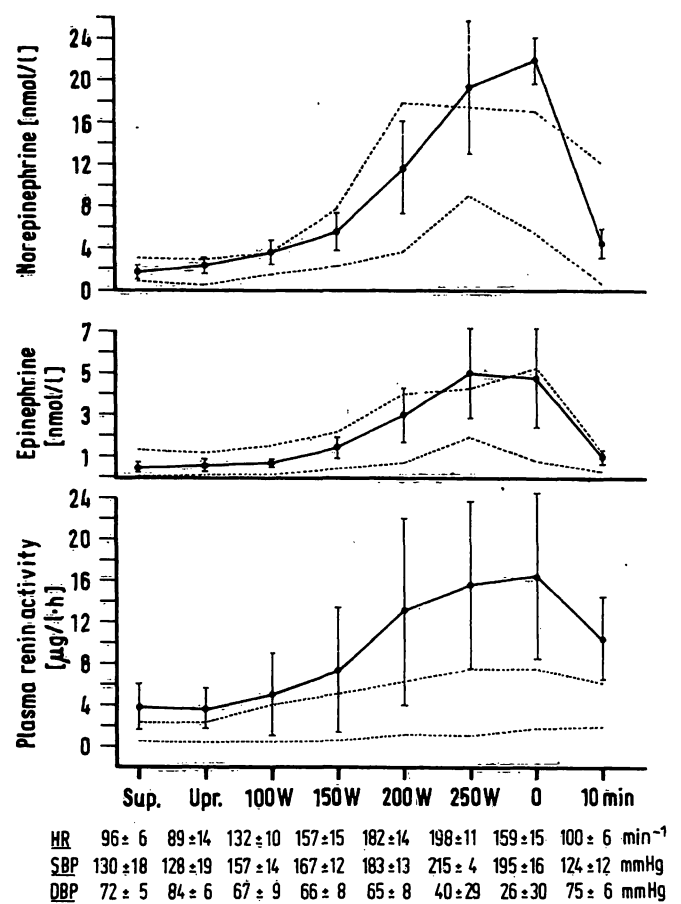 Norepinephrine [nmol/l]
24
20
16
12
8
4
0
Epinephrine
[nmol/l]
7
5
3
1
Plasma renin activity
[µg/l·h]
24
20
16
12
8
4
0
Sup. Upr. 100W 150W 200W 250W 0 10min
HR 96± 6 89±14 132±10 157±15 182±14 198±11 159±15 100± 6 min⁻¹
SBP 130±18 128±19 157±14 167±12 183±13 215± 4 195±16 124±12 mmHg
DBP 72± 5 84± 6 67± 9 66± 8 65± 8 40±29 26±30 75± 6 mmHg